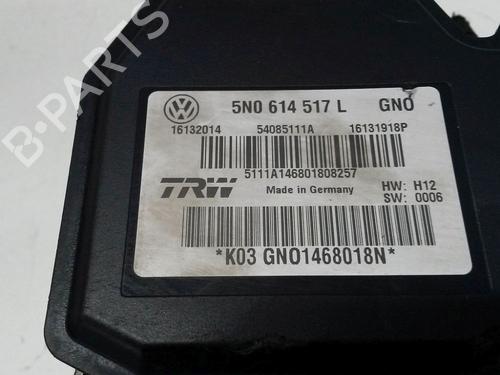 B-PARTS
5N0 614 517 L GNO
16132014 54085111A 16131918P
5111A146801808257
TRW Made in Germany HW: H12
SW: 0006
*K03 GNO1468018N*